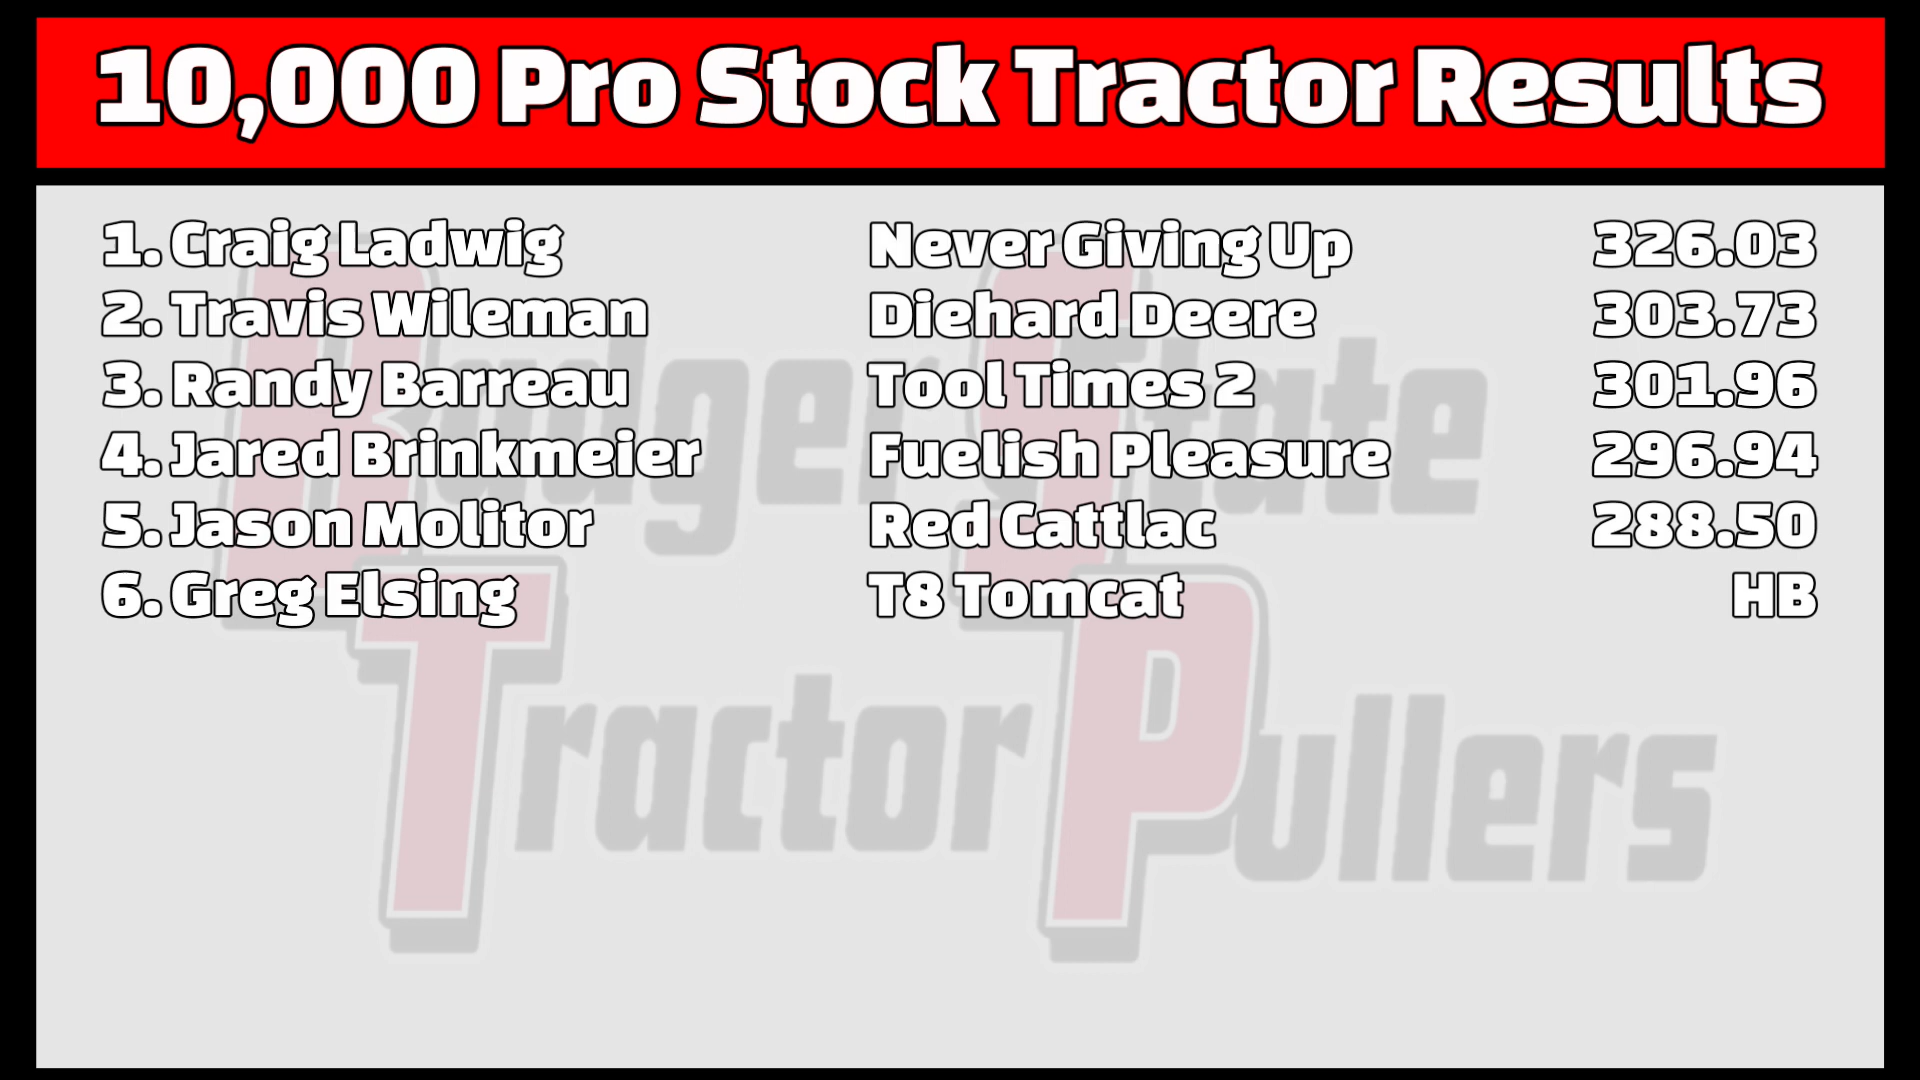 10,000 Pro Stock Tractor Results
1. Craig Ladwig Never Giving Up 326.03
2. Travis Wileman Diehard Deere 303.73
3. Randy Barreau Tool Times 2 301.96
4. Jared Brinkmeier Fuelish Pleasure 296.94
5. Jason Molitor Red Cattlac 288.50
6. Greg Elsing T8 Tomcat HB
Badger State
Tractor Pullers